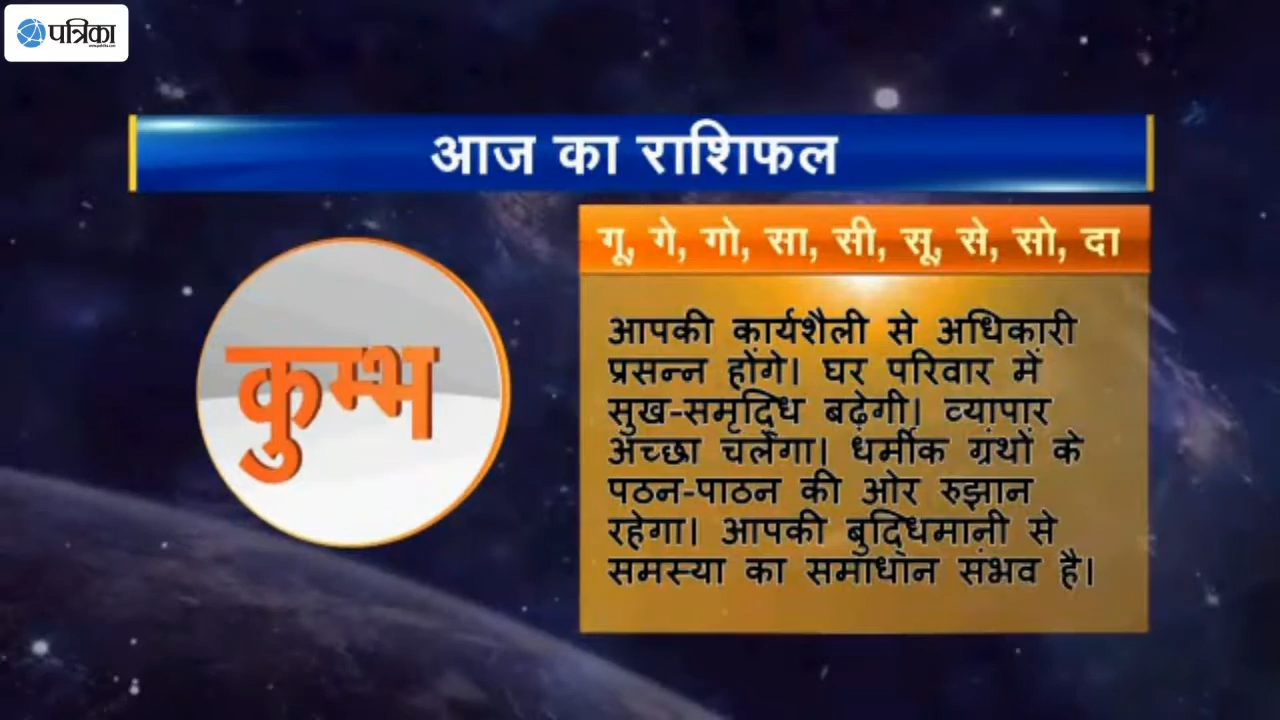 पत्रिका
आज का राशिफल
गू, गे, गो, सा, सी, सू, से, सो, दा
कुम्भ
आपकी कार्यशैली से अधिकारी
प्रसन्न होंगे। घर परिवार में
सुख-समृद्धि बढ़ेगी। व्यापार
अच्छा चलेगा। धर्मीक ग्रंथों के
पठन-पाठन की ओर रुझान
रहेगा। आपकी बुद्धिमानी से
समस्या का समाधान संभव है।